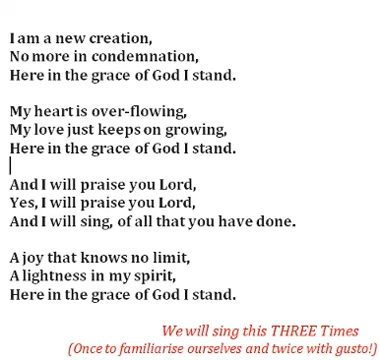 I am a new creation,
No more in condemnation,
Here in the grace of God I stand.
My heart is over-flowing,
My love just keeps on growing,
Here in the grace of God I stand.
And I will praise you Lord,
Yes, I will praise you Lord,
And I will sing, of all that you have done.
A joy that knows no limit,
A lightness in my spirit,
Here in the grace of God I stand.
We will sing this THREE Times
(Once to familiarise ourselves and twice with gusto!)